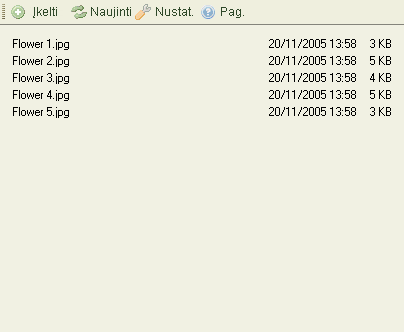 Įkelti Naujinti Nustat. Pag.
Flower 1.jpg 20/11/2005 13:58 3 KB
Flower 2.jpg 20/11/2005 13:58 5 KB
Flower 3.jpg 20/11/2005 13:58 4 KB
Flower 4.jpg 20/11/2005 13:58 5 KB
Flower 5.jpg 20/11/2005 13:58 3 KB